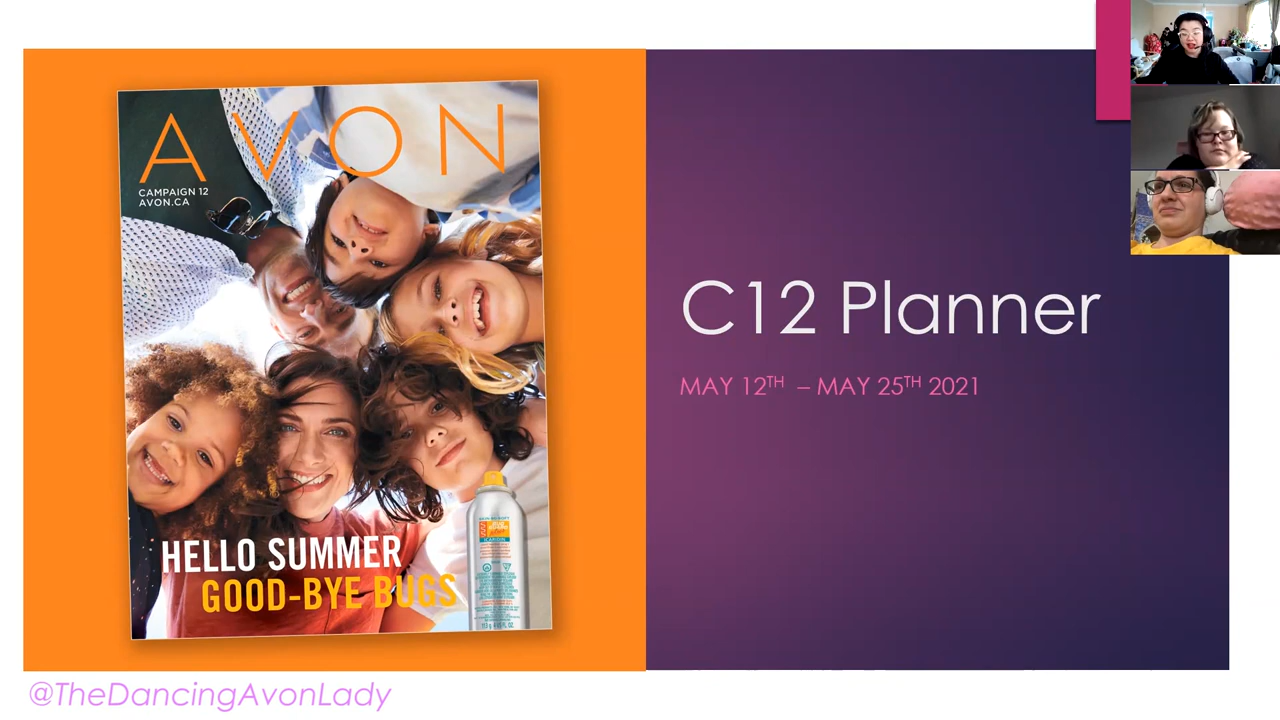 AVON
CAMPAIGN 12
AVON.CA
HELLO SUMMER
GOOD-BYE BUGS
C12 Planner
MAY 12TH – MAY 25TH 2021
@TheDancingAvonLady